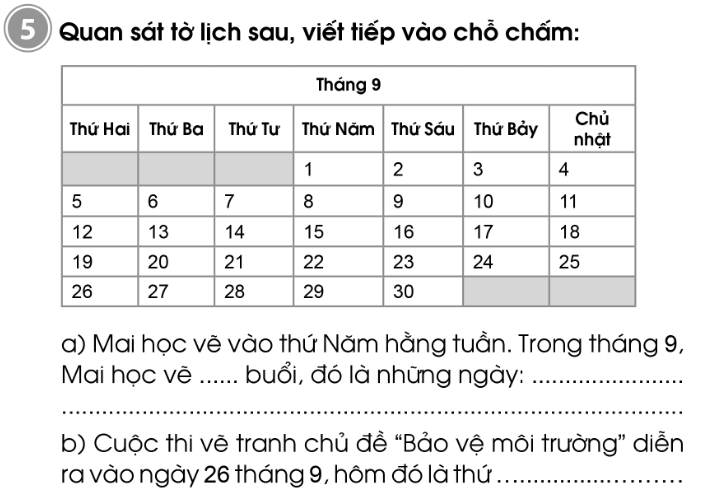 5 Quan sát tờ lịch sau, viết tiếp vào chỗ chấm:
Tháng 9
Thứ Hai Thứ Ba Thứ Tư Thứ Năm Thứ Sáu Thứ Bảy Chủ nhật
1 2 3 4
5 6 7 8 9 10 11
12 13 14 15 16 17 18
19 20 21 22 23 24 25
26 27 28 29 30
a) Mai học vẽ vào thứ Năm hằng tuần. Trong tháng 9,
Mai học vẽ ...... buổi, đó là những ngày: .......................
....................................................................................
b) Cuộc thi vẽ tranh chủ đề “Bảo vệ môi trường” diễn
ra vào ngày 26 tháng 9, hôm đó là thứ ............................